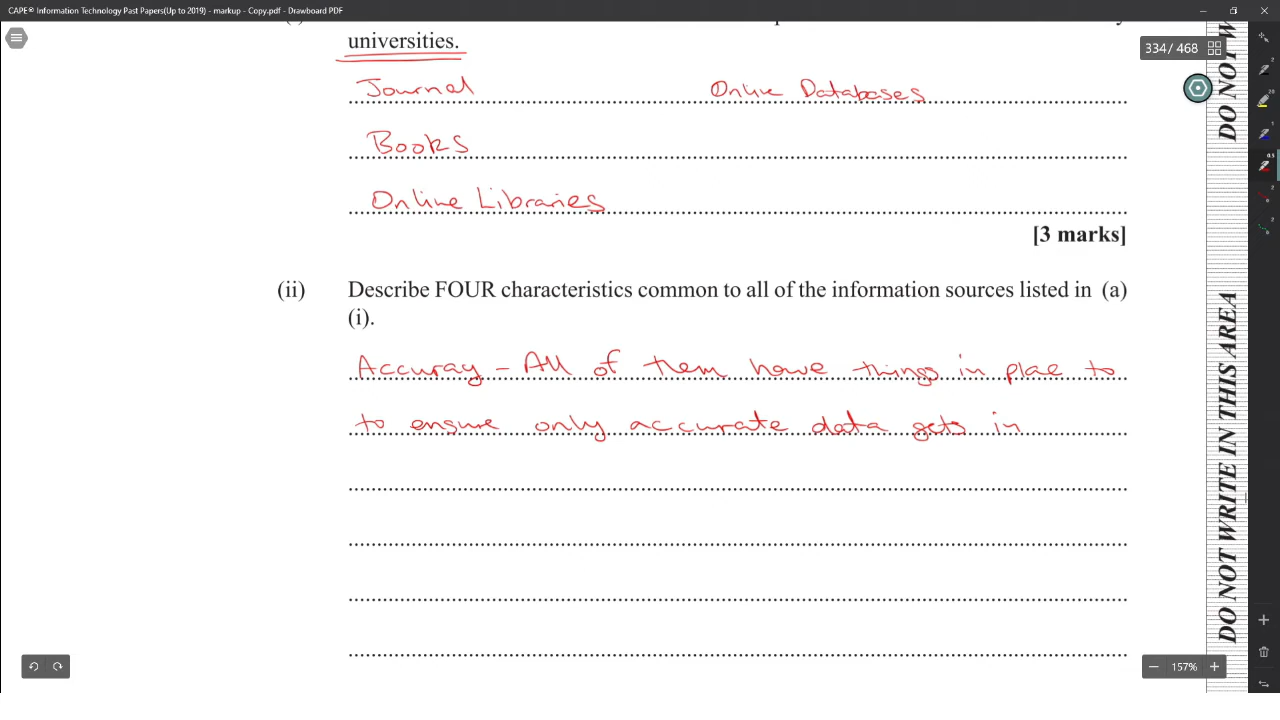 CAPE® Information Technology Past Papers(Up to 2019) - markup - Copy.pdf - Drawboard PDF
universities.
334 / 468
Journal Online Databases
Books
Online Libraries
[3 marks]
(ii) Describe FOUR characteristics common to all of the information sources listed in (a)
(i).
Accuracy - All of them have things in place to
to ensure only accurate data gets in
DO NOT W
DO NOT WRITE IN THIS AREA
157%